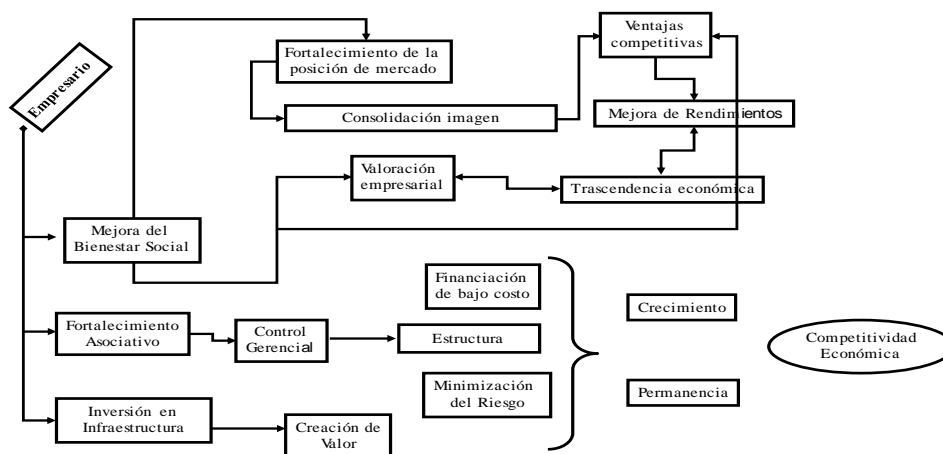 Empresario
Fortalecimiento de la
posición de mercado
Ventajas
competitivas
Consolidación imagen
Mejora de Rendimientos
Valoración
empresarial
Trascendencia económica
Mejora del
Bienestar Social
Financiación
de bajo costo
Crecimiento
Fortalecimiento
Asociativo
Control
Gerencial
Estructura
Competitividad
Económica
Minimización
del Riesgo
Permanencia
Inversión en
Infraestructura
Creación de
Valor